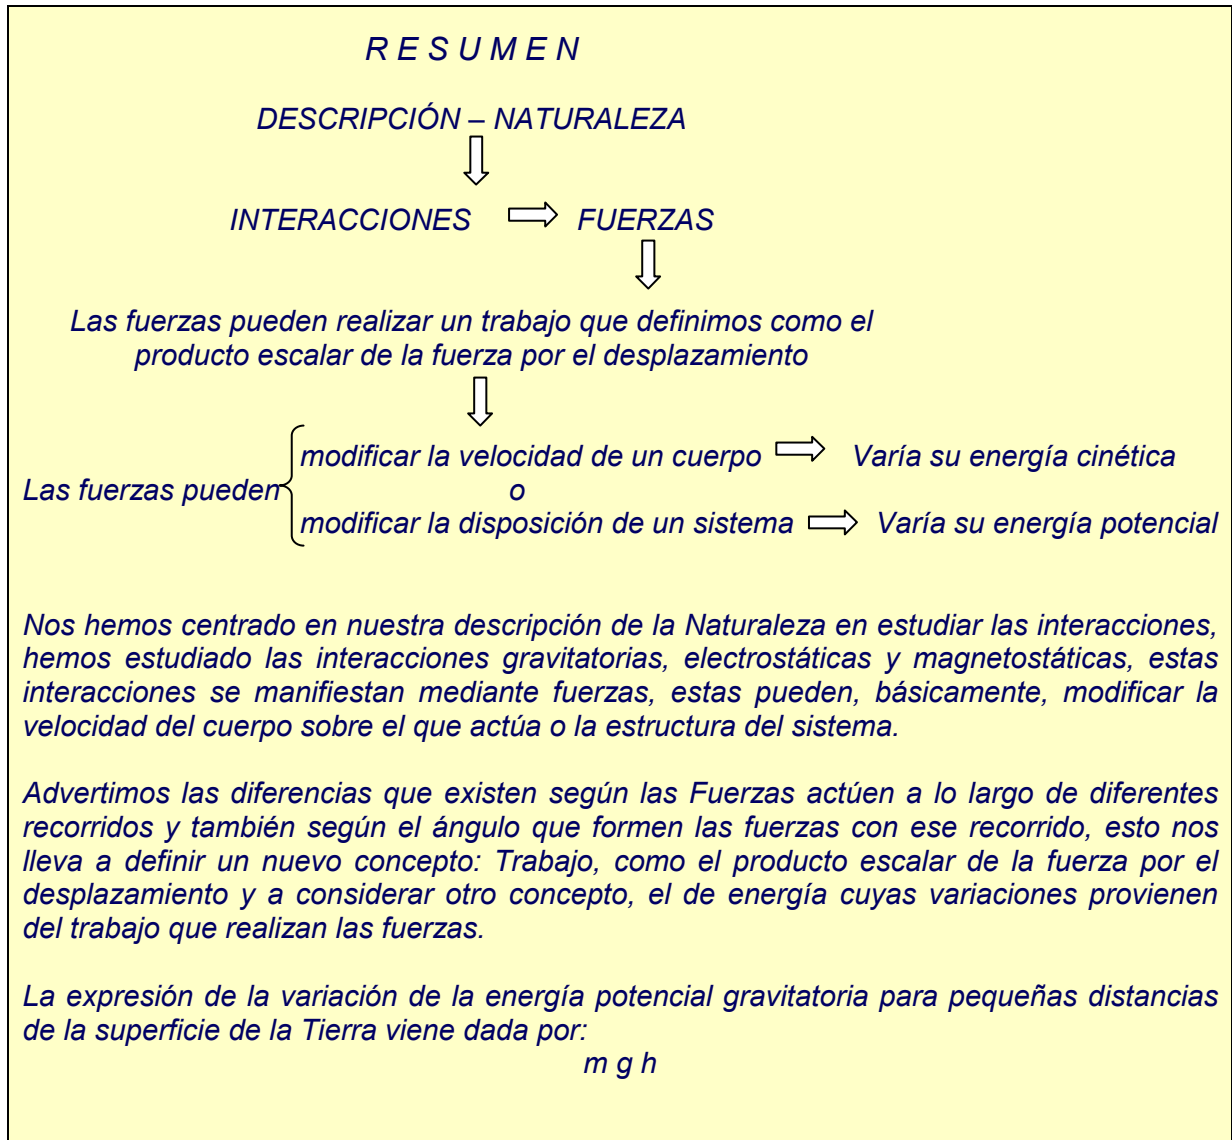 R E S U M E N
DESCRIPCIÓN – NATURALEZA
INTERACCIONES FUERZAS
Las fuerzas pueden realizar un trabajo que definimos como el
producto escalar de la fuerza por el desplazamiento
modificar la velocidad de un cuerpo Varía su energía cinética
Las fuerzas pueden o
modificar la disposición de un sistema Varía su energía potencial
Nos hemos centrado en nuestra descripción de la Naturaleza en estudiar las interacciones,
hemos estudiado las interacciones gravitatorias, electrostáticas y magnetostáticas, estas
interacciones se manifiestan mediante fuerzas, estas pueden, básicamente, modificar la
velocidad del cuerpo sobre el que actúa o la estructura del sistema.
Advertimos las diferencias que existen según las Fuerzas actúen a lo largo de diferentes
recorridos y también según el ángulo que formen las fuerzas con ese recorrido, esto nos
lleva a definir un nuevo concepto: Trabajo, como el producto escalar de la fuerza por el
desplazamiento y a considerar otro concepto, el de energía cuyas variaciones provienen
del trabajo que realizan las fuerzas.
La expresión de la variación de la energía potencial gravitatoria para pequeñas distancias
de la superficie de la Tierra viene dada por:
m g h